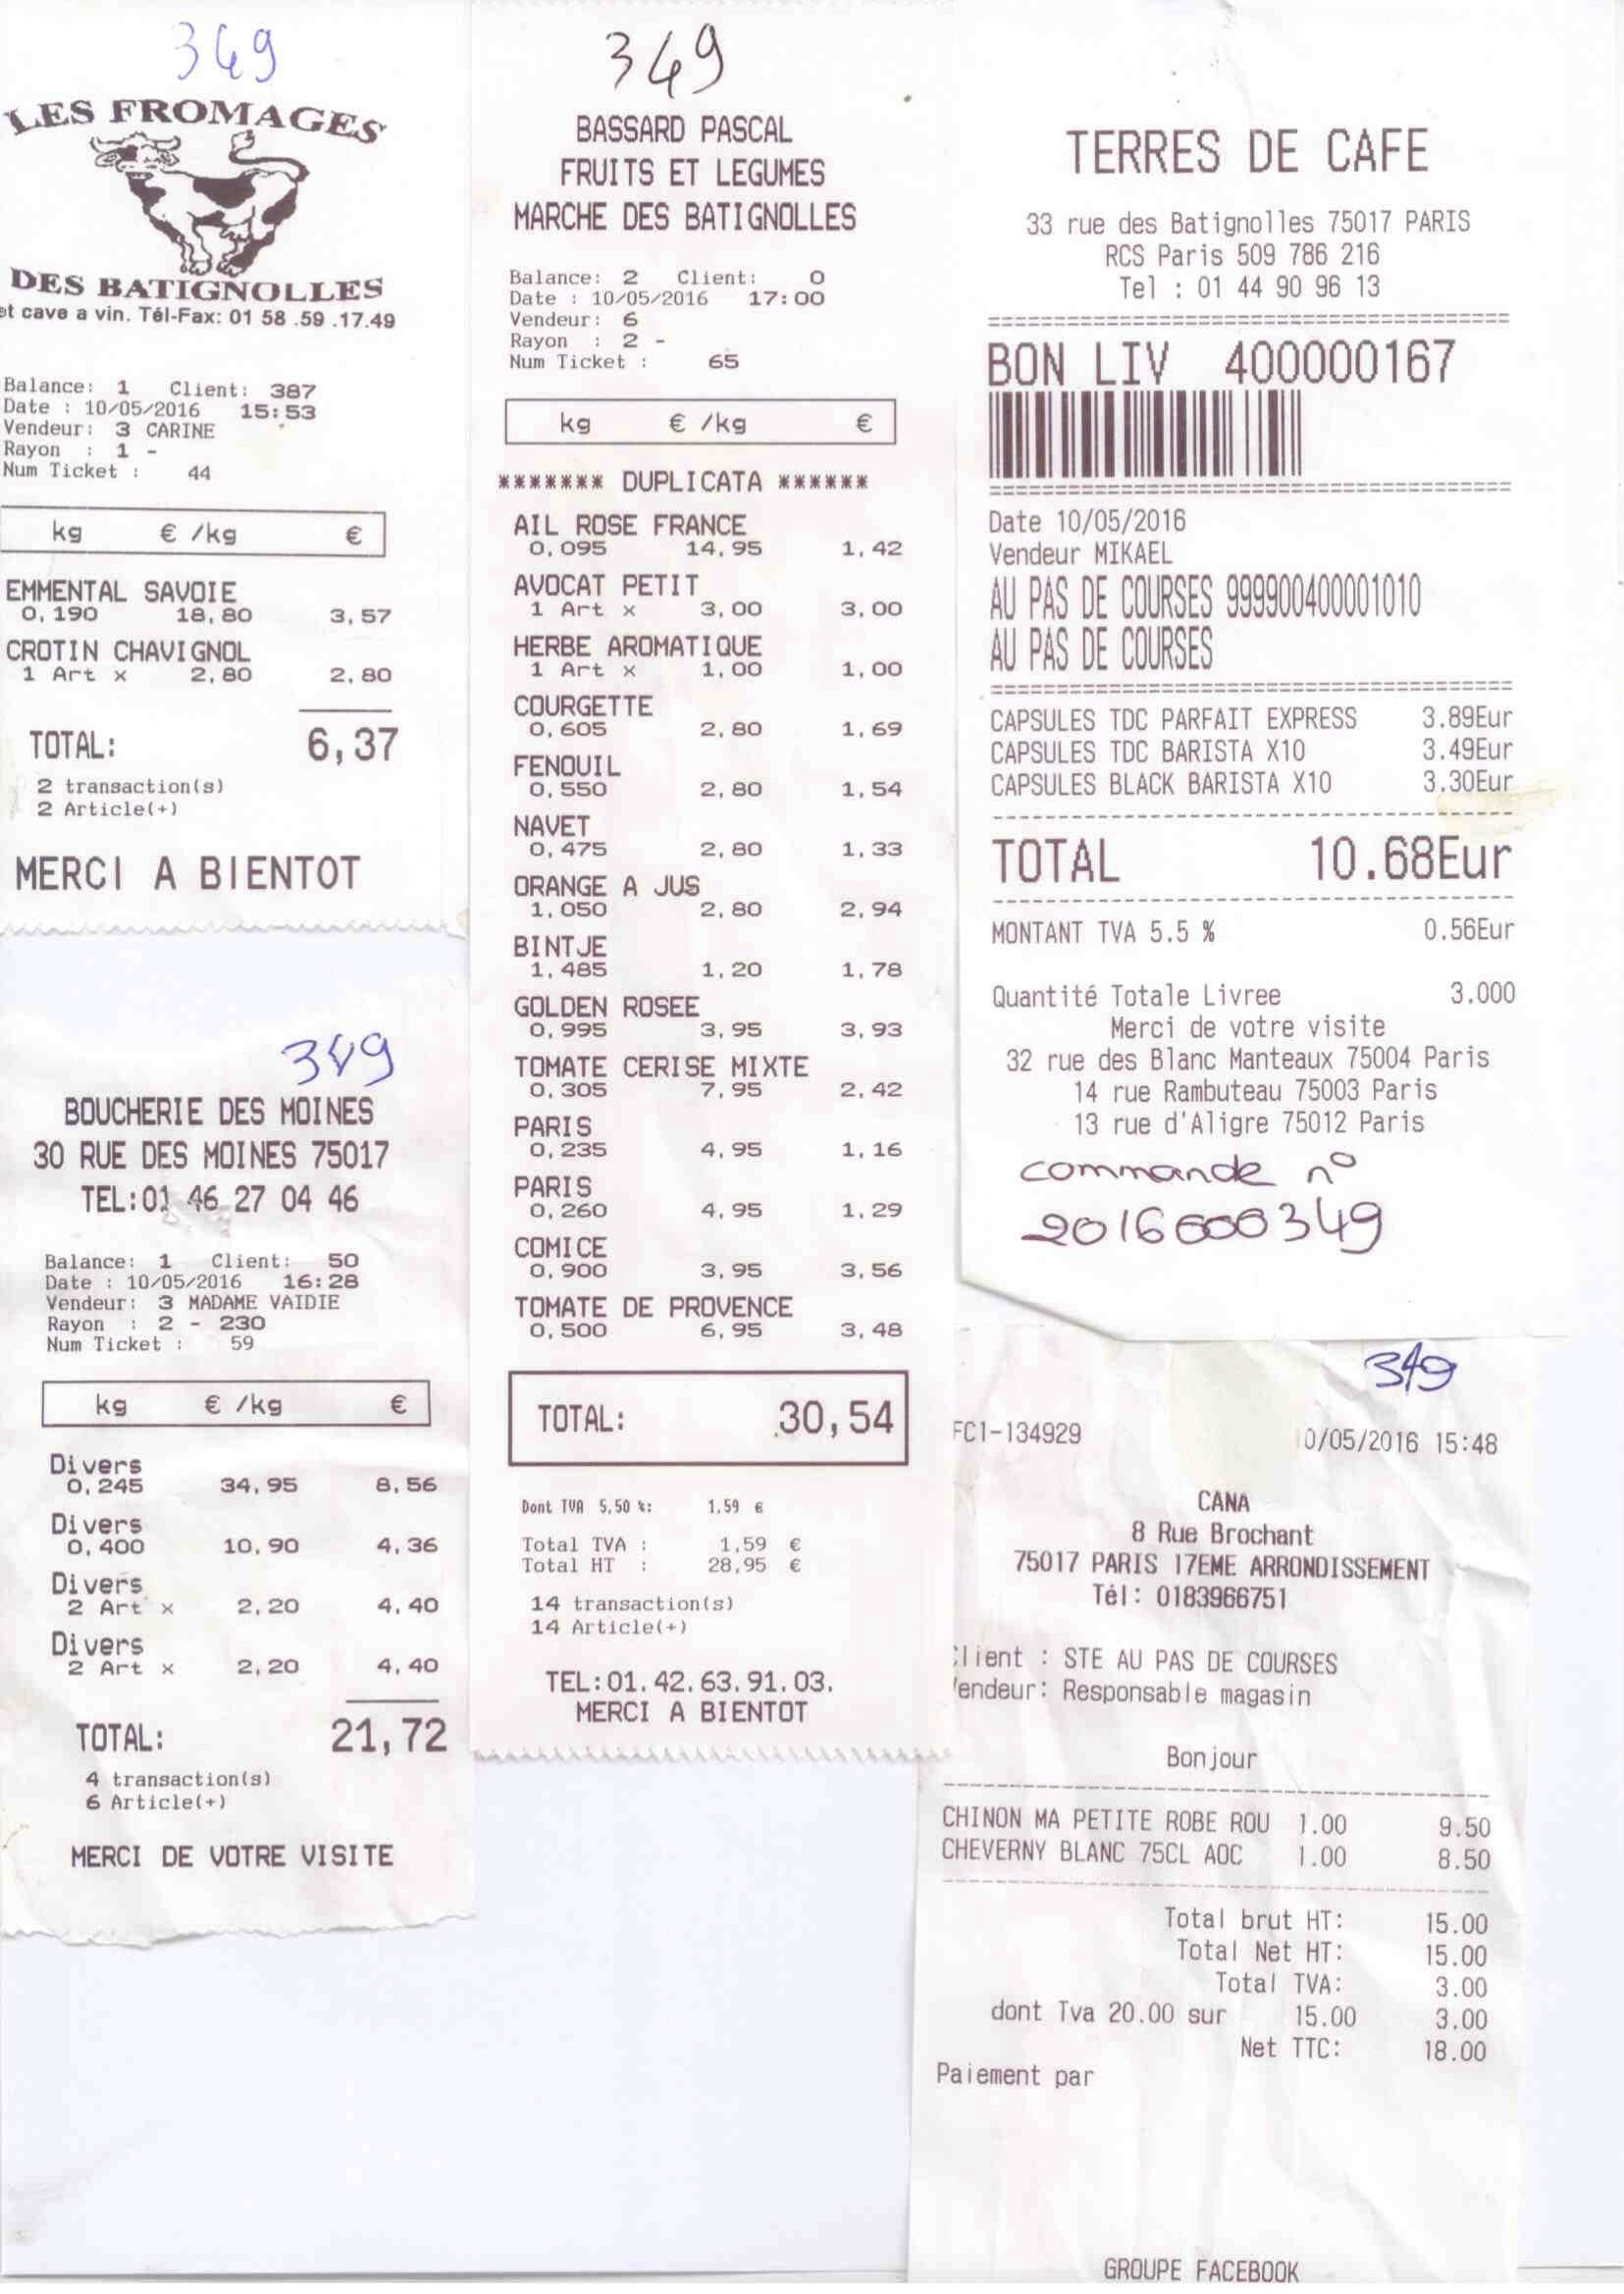 349
LES FROMAGES
DES BATIGNOLLES
et cave a vin. Tél-Fax: 01 58 .59 .17.49
Balance: 1 Client: 387
Date : 10/05/2016 15:53
Vendeur: 3 CARINE
Rayon : 1 -
Num Ticket : 44
kg € /kg €
EMMENTAL SAVOIE
0,190 18,80 3,57
CROTIN CHAVIGNOL
1 Art x 2,80 2,80
TOTAL: 6,37
2 transaction(s)
2 Article(+)
MERCI A BIENTOT
349
BOUCHERIE DES MOINES
30 RUE DES MOINES 75017
TEL:01 46 27 04 46
Balance: 1 Client: 50
Date : 10/05/2016 16:28
Vendeur: 3 MADAME VAIDIE
Rayon : 2 - 230
Num Ticket : 59
kg € /kg €
Divers
0,245 34,95 8,56
Divers
0,400 10,90 4,36
Divers
2 Art x 2,20 4,40
Divers
2 Art x 2,20 4,40
TOTAL: 21,72
4 transaction(s)
6 Article(+)
MERCI DE VOTRE VISITE
349
BASSARD PASCAL
FRUITS ET LEGUMES
MARCHE DES BATIGNOLLES
Balance: 2 Client: 0
Date : 10/05/2016 17:00
Vendeur: 6
Rayon : 2 -
Num Ticket : 65
kg € /kg €
******* DUPLICATA ******
AIL ROSE FRANCE
0,095 14,95 1,42
AVOCAT PETIT
1 Art x 3,00 3,00
HERBE AROMATIQUE
1 Art x 1,00 1,00
COURGETTE
0,605 2,80 1,69
FENOUIL
0,550 2,80 1,54
NAVET
0,475 2,80 1,33
ORANGE A JUS
1,050 2,80 2,94
BINTJE
1,485 1,20 1,78
GOLDEN ROSEE
0,995 3,95 3,93
TOMATE CERISE MIXTE
0,305 7,95 2,42
PARIS
0,235 4,95 1,16
PARIS
0,260 4,95 1,29
COMICE
0,900 3,95 3,56
TOMATE DE PROVENCE
0,500 6,95 3,48
TOTAL: 30,54
Dont TVA 5,50 %: 1,59 €
Total TVA : 1,59 €
Total HT : 28,95 €
14 transaction(s)
14 Article(+)
TEL:01.42.63.91.03.
MERCI A BIENTOT
TERRES DE CAFE
33 rue des Batignolles 75017 PARIS
RCS Paris 509 786 216
Tel : 01 44 90 96 13
BON LIV 400000167
Date 10/05/2016
Vendeur MIKAEL
AU PAS DE COURSES 999900400001010
AU PAS DE COURSES
CAPSULES TDC PARFAIT EXPRESS 3.89Eur
CAPSULES TDC BARISTA X10 3.49Eur
CAPSULES BLACK BARISTA X10 3.30Eur
TOTAL 10.68Eur
MONTANT TVA 5.5 % 0.56Eur
Quantité Totale Livree 3.000
Merci de votre visite
32 rue des Blanc Manteaux 75004 Paris
14 rue Rambuteau 75003 Paris
13 rue d'Aligre 75012 Paris
commande n°
2016000349
349
FC1-134929 0/05/2016 15:48
CANA
8 Rue Brochant
75017 PARIS 17EME ARRONDISSEMENT
Tél: 0183966751
lient : STE AU PAS DE COURSES
endeur: Responsable magasin
Bonjour
CHINON MA PETITE ROBE ROU 1.00 9.50
CHEVERNY BLANC 75CL AOC 1.00 8.50
Total brut HT: 15.00
Total Net HT: 15.00
Total TVA: 3.00
dont Tva 20.00 sur 15.00 3.00
Net TTC: 18.00
Paiement par
GROUPE FACEBOOK